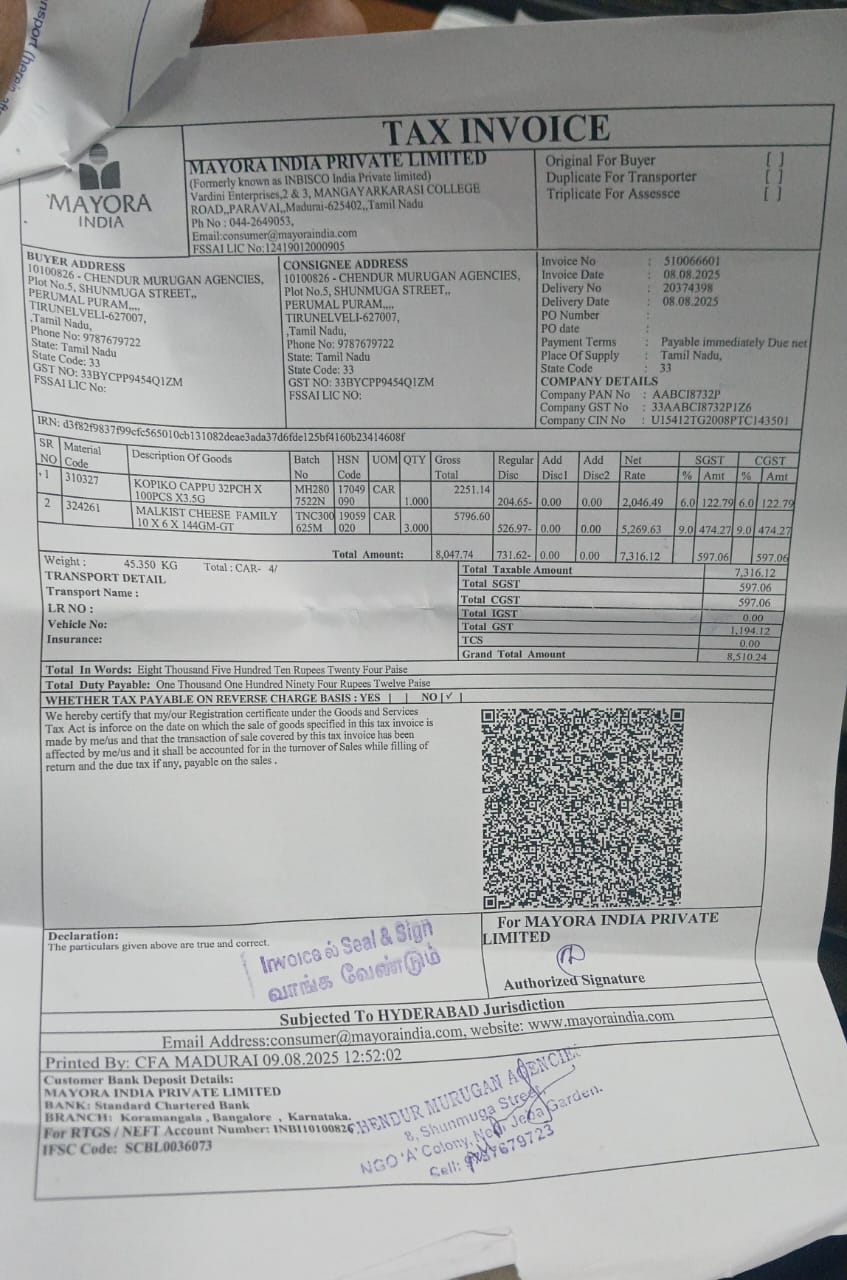 nsport (herein afte
TAX INVOICE
MAYORA
INDIA
MAYORA INDIA PRIVATE LIMITED
(Formerly known as INBISCO India Private limited)
Vardini Enterprises,2 & 3, MANGAYARKARASI COLLEGE
ROAD,,PARAVAI,,Madurai-625402,,Tamil Nadu
Ph No : 044-2649053,
Email:consumer@mayoraindia.com
FSSAI LIC No:12419012000905
Original For Buyer [ ]
Duplicate For Transporter [ ]
Triplicate For Assessce [ ]
BUYER ADDRESS
10100826 - CHENDUR MURUGAN AGENCIES,
Plot No.5, SHUNMUGA STREET,,
PERUMAL PURAM,,,,
TIRUNELVELI-627007,
,Tamil Nadu,
Phone No: 9787679722
State: Tamil Nadu
State Code: 33
GST NO: 33BYCPP9454Q1ZM
FSSAI LIC No:
CONSIGNEE ADDRESS
10100826 - CHENDUR MURUGAN AGENCIES,
Plot No.5, SHUNMUGA STREET,,
PERUMAL PURAM,,,,
TIRUNELVELI-627007,
,Tamil Nadu,
Phone No: 9787679722
State: Tamil Nadu
State Code: 33
GST NO: 33BYCPP9454Q1ZM
FSSAI LIC NO:
Invoice No : 510066601
Invoice Date : 08.08.2025
Delivery No : 20374398
Delivery Date : 08.08.2025
PO Number :
PO date :
Payment Terms : Payable immediately Due net
Place Of Supply : Tamil Nadu,
State Code : 33
COMPANY DETAILS
Company PAN No : AABCI8732P
Company GST No : 33AABCI8732P1Z6
Company CIN No : U15412TG2008PTC143501
IRN: d3f82f9837f99cfc565010cb131082deae3ada37d6fde125bf4160b23414608f
SR NO Material Code Description Of Goods Batch No HSN Code UOM QTY Gross Total Regular Disc Add Disc1 Add Disc2 Net Rate SGST % Amt CGST % Amt
1 310327 KOPIKO CAPPU 32PCH X 100PCS X3,5G MH280 7522N 17049 090 CAR 1.000 2251.14 204.65- 0.00 0.00 2,046.49 6.0 122.79 6.0 122.79
2 324261 MALKIST CHEESE FAMILY 10 X 6 X 144GM-GT TNC300 625M 19059 020 CAR 3.000 5796.60 526.97- 0.00 0.00 5,269.63 9.0 474.27 9.0 474.27
Total Amount: 8,047.74 731.62- 0.00 0.00 7,316.12 597.06 597.06
Weight : 45.350 KG Total : CAR- 4/
TRANSPORT DETAIL
Transport Name :
LR NO :
Vehicle No:
Insurance:
Total Taxable Amount 7,316.12
Total SGST 597.06
Total CGST 597.06
Total IGST 0.00
Total GST 1,194.12
TCS 0.00
Grand Total Amount 8,510.24
Total In Words: Eight Thousand Five Hundred Ten Rupees Twenty Four Paise
Total Duty Payable: One Thousand One Hundred Ninety Four Rupees Twelve Paise
WHETHER TAX PAYABLE ON REVERSE CHARGE BASIS : YES | | NO|✓ |
We hereby certify that my/our Registration certificate under the Goods and Services
Tax Act is inforce on the date on which the sale of goods specified in this tax invoice is
made by me/us and that the transaction of sale covered by this tax invoice has been
affected by me/us and it shall be accounted for in the turnover of Sales while filling of
return and the due tax if any, payable on the sales .
Declaration:
The particulars given above are true and correct.
Invoice ல் Seal & Sign
வாங்க வேண்டும்
For MAYORA INDIA PRIVATE
LIMITED
Authorized Signature
Subjected To HYDERABAD Jurisdiction
Email Address:consumer@mayoraindia.com, website: www.mayoraindia.com
Printed By: CFA MADURAI 09.08.2025 12:52:02
Customer Bank Deposit Details:
MAYORA INDIA PRIVATE LIMITED
BANK: Standard Chartered Bank
BRANCH: Koramangala , Bangalore , Karnataka.
For RTGS / NEFT Account Number: INBI10100826
IFSC Code: SCBL0036073
CHENDUR MURUGAN AGENCIES
8, Shunmuga Street
NGO 'A' Colony, Near Jeba Garden.
Cell: 9787679723